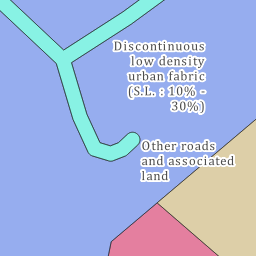 Discontinuous
low density
urban fabric
(S.L. : 10% -
30%)
Other roads
and associated
land